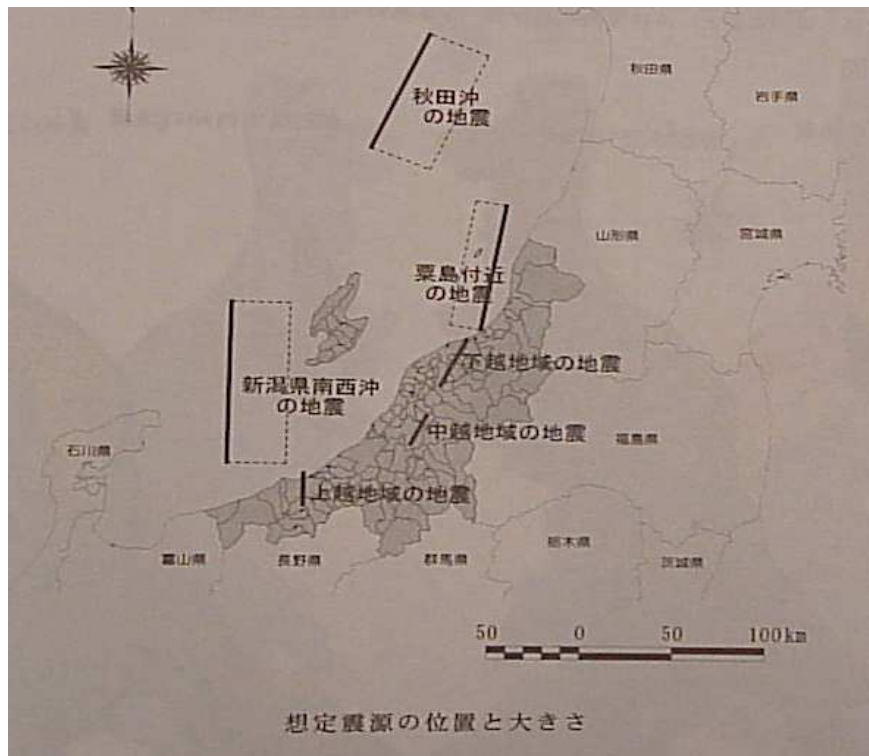 秋田県
岩手県
秋田沖
の地震
山形県
宮城県
粟島付近
の地震
下越地域の地震
新潟県南西沖
の地震
中越地域の地震
福島県
石川県
上越地域の地震
富山県
長野県
群馬県
栃木県
茨城県
50 0 50 100km
想定震源の位置と大きさ